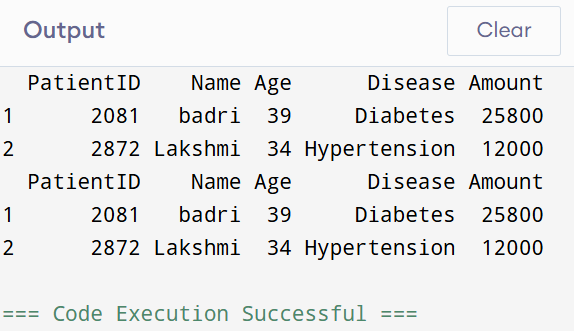 Output
Clear
  PatientID    Name Age      Disease Amount
1      2081   badri  39     Diabetes  25800
2      2872 Lakshmi  34 Hypertension  12000
  PatientID    Name Age      Disease Amount
1      2081   badri  39     Diabetes  25800
2      2872 Lakshmi  34 Hypertension  12000
=== Code Execution Successful ===